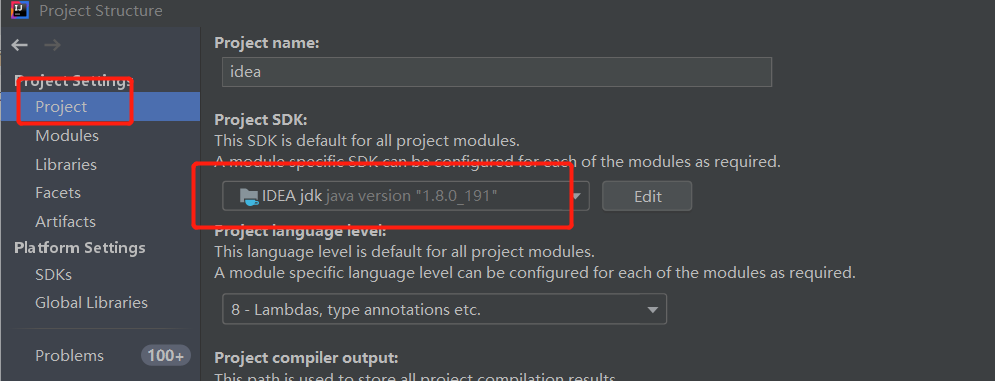 Project Structure
Project Settings
Project
Modules
Libraries
Facets
Artifacts
Platform Settings
SDKs
Global Libraries
Problems 100+
Project name:
idea
Project SDK:
This SDK is default for all project modules.
A module specific SDK can be configured for each of the modules as required.
IDEA jdk java version "1.8.0_191"
Edit
Project language level:
This language level is default for all project modules.
A module specific language level can be configured for each of the modules as required.
8 - Lambdas, type annotations etc.
Project compiler output:
This path is used to store all project compilation results.